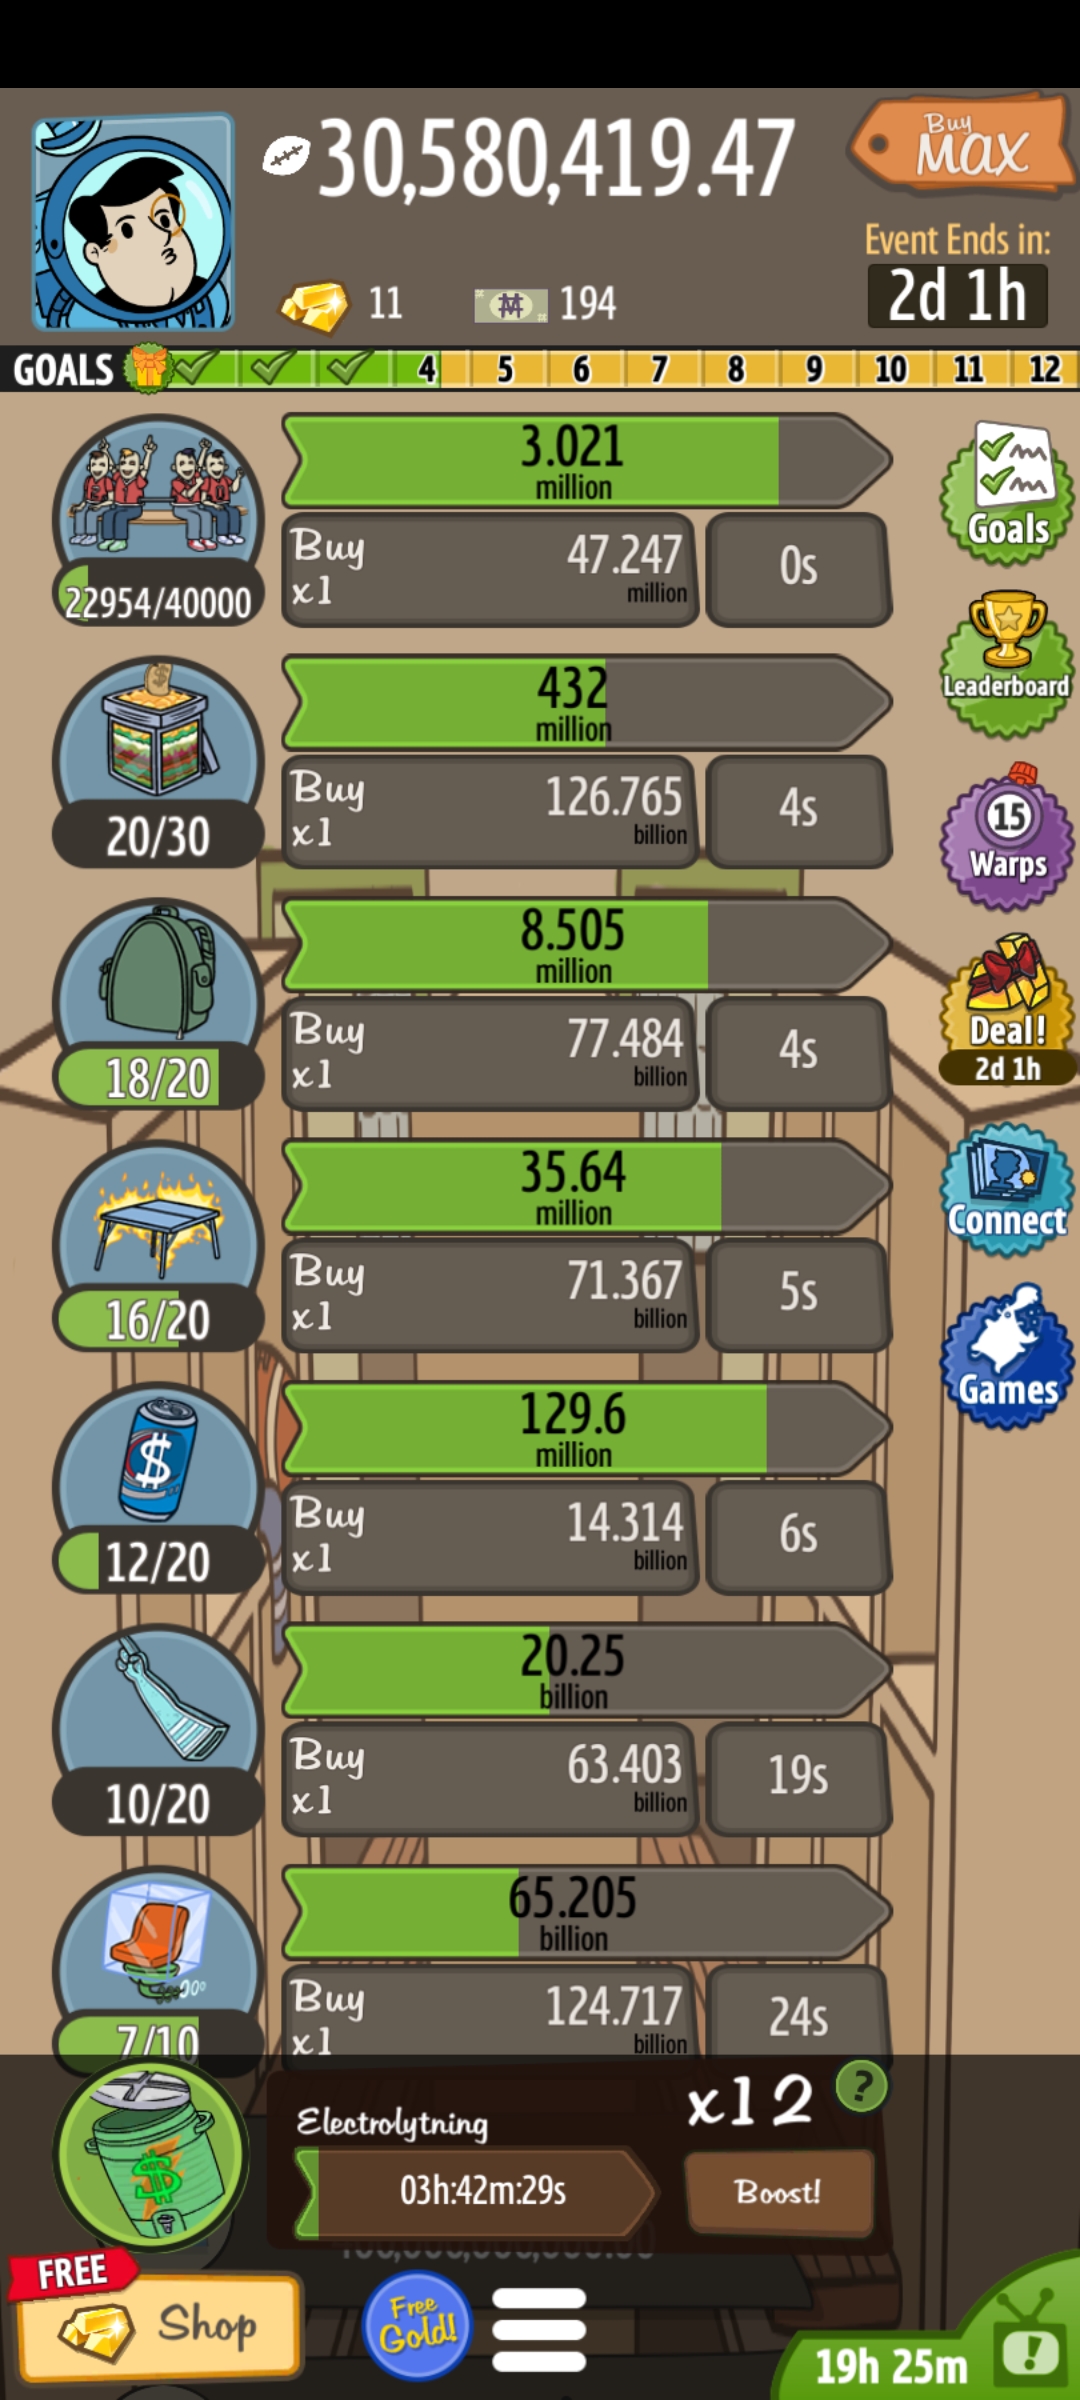 30,580,419.47
Buy
MAX
Event Ends in:
2d 1h
11
194
GOALS
4 5 6 7 8 9 10 11 12
3.021
million
22954/40000
Buy
x1
47.247
million
0s
Goals
432
million
20/30
Buy
x1
126.765
billion
4s
Leaderboard
8.505
million
18/20
Buy
x1
77.484
billion
4s
15
Warps
Deal!
2d 1h
35.64
million
16/20
Buy
x1
71.367
billion
5s
Connect
129.6
million
12/20
Buy
x1
14.314
billion
6s
Games
20.25
billion
10/20
Buy
x1
63.403
billion
19s
65.205
billion
7/10
Buy
x1
124.717
billion
24s
Electrolytning
x12
?
03h:42m:29s
Boost!
FREE
Shop
Free
Gold!
19h 25m
!